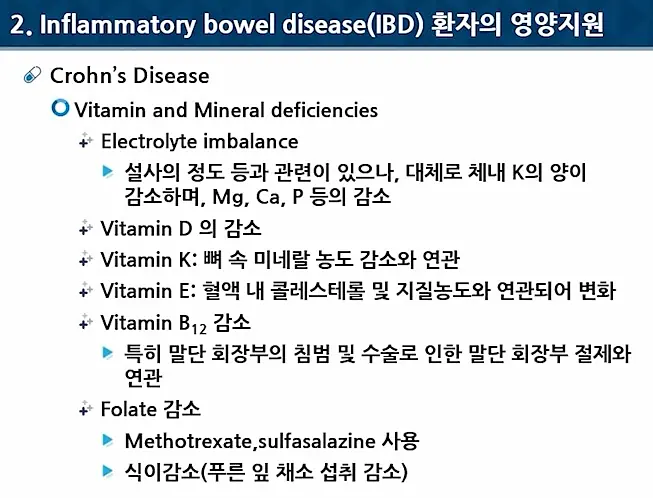 2. Inflammatory bowel disease(IBD) 환자의 영양지원
Crohn's Disease
Vitamin and Mineral deficiencies
Electrolyte imbalance
설사의 정도 등과 관련이 있으나, 대체로 체내 K의 양이
감소하며, Mg, Ca, P 등의 감소
Vitamin D 의 감소
Vitamin K: 뼈 속 미네랄 농도 감소와 연관
Vitamin E: 혈액 내 콜레스테롤 및 지질농도와 연관되어 변화
Vitamin B₁₂ 감소
특히 말단 회장부의 침범 및 수술로 인한 말단 회장부 절제와
연관
Folate 감소
Methotrexate,sulfasalazine 사용
식이감소(푸른 잎 채소 섭취 감소)